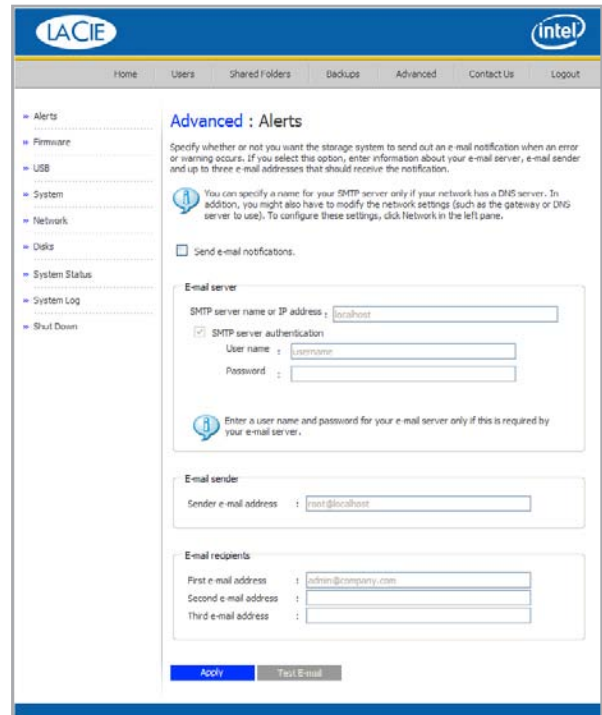 LACIE
intel
Home Users Shared Folders Backups Advanced Contact Us Logout
Alerts
Firmware
USB
System
Network
Disks
System Status
System Log
Shut Down
Advanced : Alerts
Specify whether or not you want the storage system to send out an e-mail notification when an error
or warning occurs. If you select this option, enter information about your e-mail server, e-mail sender
and up to three e-mail addresses that should receive the notification.
You can specify a name for your SMTP server only if your network has a DNS server. In
addition, you might also have to modify the network settings (such as the gateway or DNS
server to use). To configure these settings, click Network in the left pane.
Send e-mail notifications.
E-mail server
SMTP server name or IP address : localhost
SMTP server authentication
User name : username
Password :
Enter a user name and password for your e-mail server only if this is required by
your e-mail server.
E-mail sender
Sender e-mail address : root@localhost
E-mail recipients
First e-mail address : admin@company.com
Second e-mail address :
Third e-mail address :
Apply Test E-mail